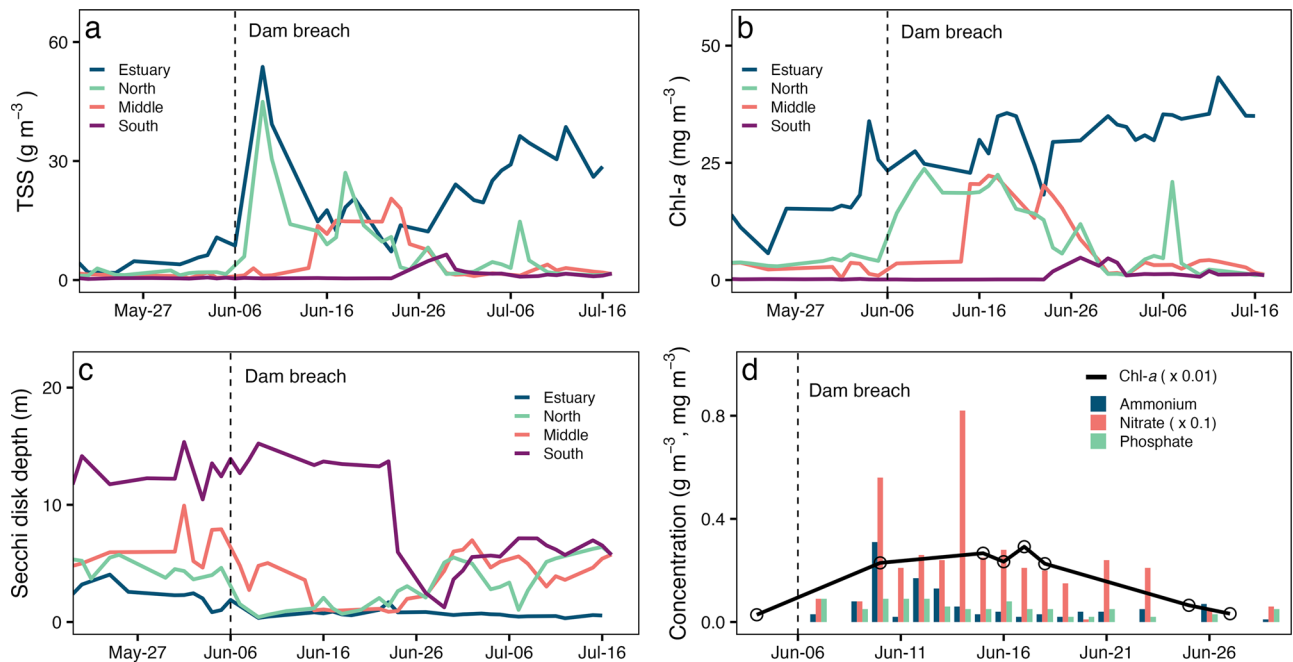 a
Dam breach
TSS (g m⁻³)
60
30
0
Estuary
North
Middle
South
May-27 Jun-06 Jun-16 Jun-26 Jul-06 Jul-16
b
Dam breach
Chl-a (mg m⁻³)
50
25
0
Estuary
North
Middle
South
May-27 Jun-06 Jun-16 Jun-26 Jul-06 Jul-16
c
Dam breach
Secchi disk depth (m)
20
10
0
Estuary
North
Middle
South
May-27 Jun-06 Jun-16 Jun-26 Jul-06 Jul-16
d
Dam breach
Concentration (g m⁻³, mg m⁻³)
0.8
0.4
0.0
Chl-a ( x 0.01)
Ammonium
Nitrate ( x 0.1)
Phosphate
Jun-06 Jun-11 Jun-16 Jun-21 Jun-26